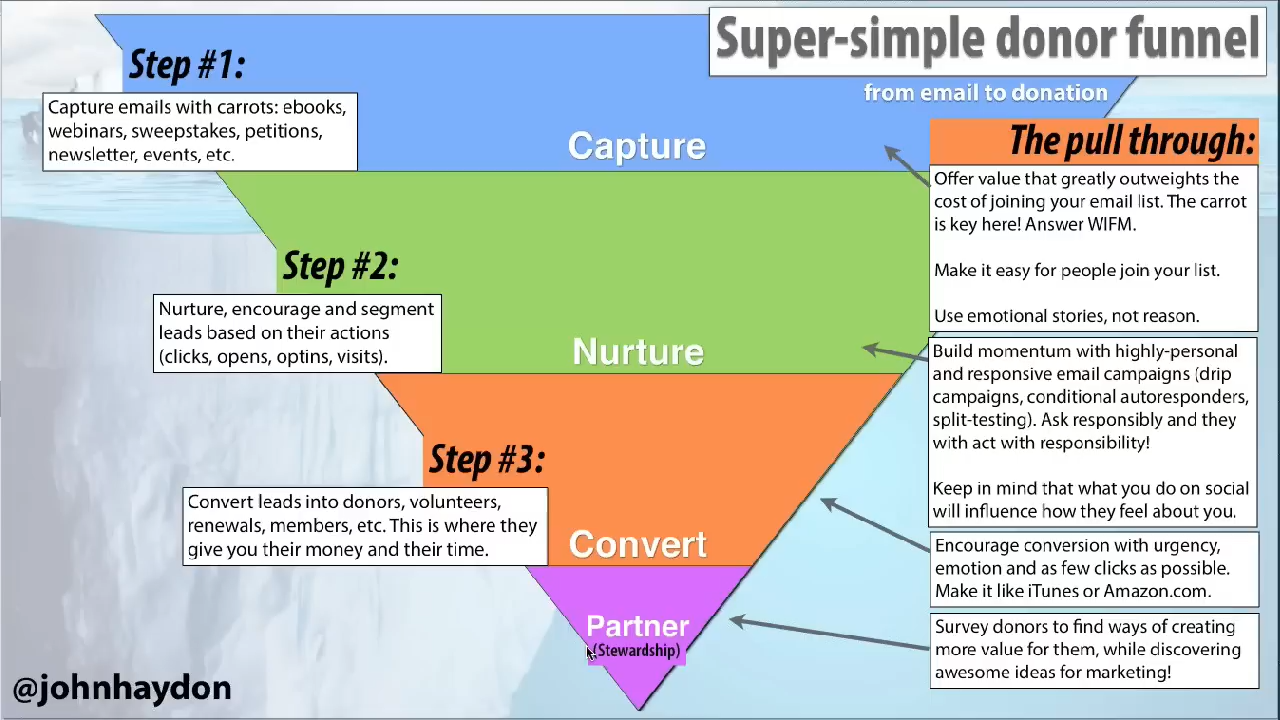 Super-simple donor funnel
from email to donation
Step #1:
Capture emails with carrots: ebooks,
webinars, sweepstakes, petitions,
newsletter, events, etc.
Capture
The pull through:
Offer value that greatly outweights the
cost of joining your email list. The carrot
is key here! Answer WIFM.
Make it easy for people join your list.
Use emotional stories, not reason.
Step #2:
Nurture, encourage and segment
leads based on their actions
(clicks, opens, optins, visits).
Nurture
Build momentum with highly-personal
and responsive email campaigns (drip
campaigns, conditional autoresponders,
split-testing). Ask responsibly and they
with act with responsibility!
Keep in mind that what you do on social
will influence how they feel about you.
Step #3:
Convert leads into donors, volunteers,
renewals, members, etc. This is where they
give you their money and their time.
Convert
Encourage conversion with urgency,
emotion and as few clicks as possible.
Make it like iTunes or Amazon.com.
Partner
(Stewardship)
Survey donors to find ways of creating
more value for them, while discovering
awesome ideas for marketing!
@johnhaydon